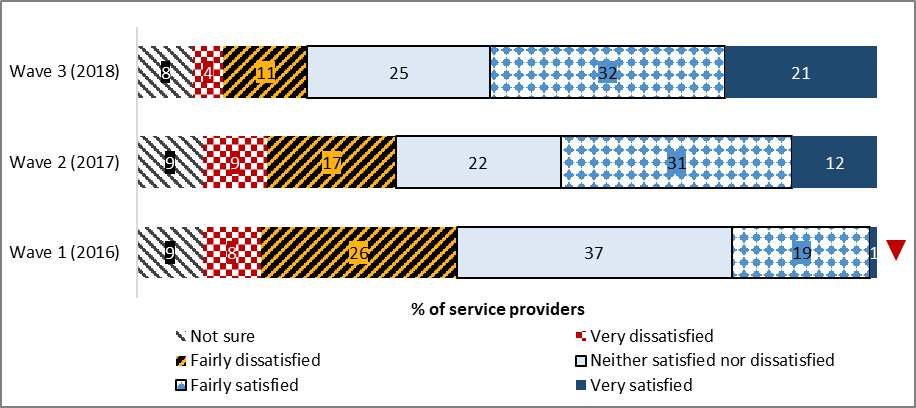 Wave 3 (2018) 8 4 11 25 32 21
Wave 2 (2017) 9 9 17 22 31 12
Wave 1 (2016) 9 8 26 37 19 1
% of service providers
Not sure Very dissatisfied
Fairly dissatisfied Neither satisfied nor dissatisfied
Fairly satisfied Very satisfied